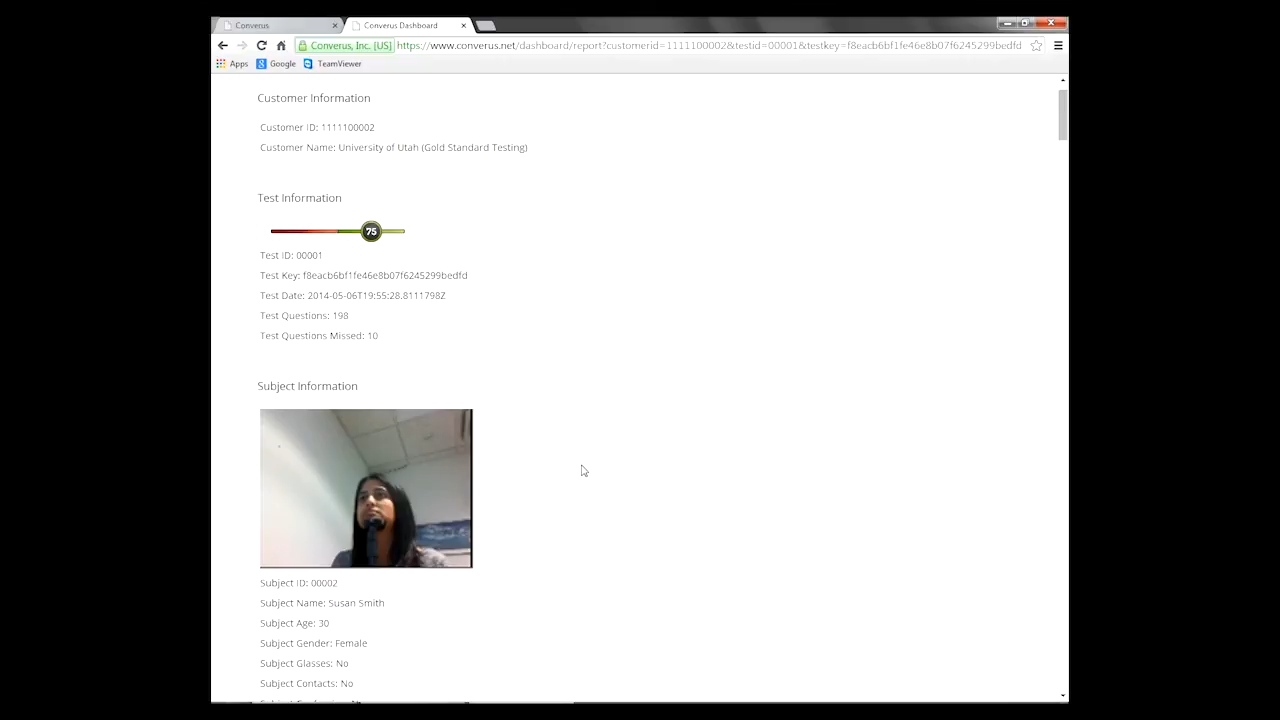 Converus
Converus Dashboard
Converus, Inc. [US]
https://www.converus.net/dashboard/report?customerid=1111100002&testid=00001&testkey=f8eacb6bf1fe46e8b07f6245299bedfd
Apps
Google
TeamViewer
Customer Information
Customer ID: 1111100002
Customer Name: University of Utah (Gold Standard Testing)
Test Information
75
Test ID: 00001
Test Key: f8eacb6bf1fe46e8b07f6245299bedfd
Test Date: 2014-05-06T19:55:28.8111798Z
Test Questions: 198
Test Questions Missed: 10
Subject Information
Subject ID: 00002
Subject Name: Susan Smith
Subject Age: 30
Subject Gender: Female
Subject Glasses: No
Subject Contacts: No